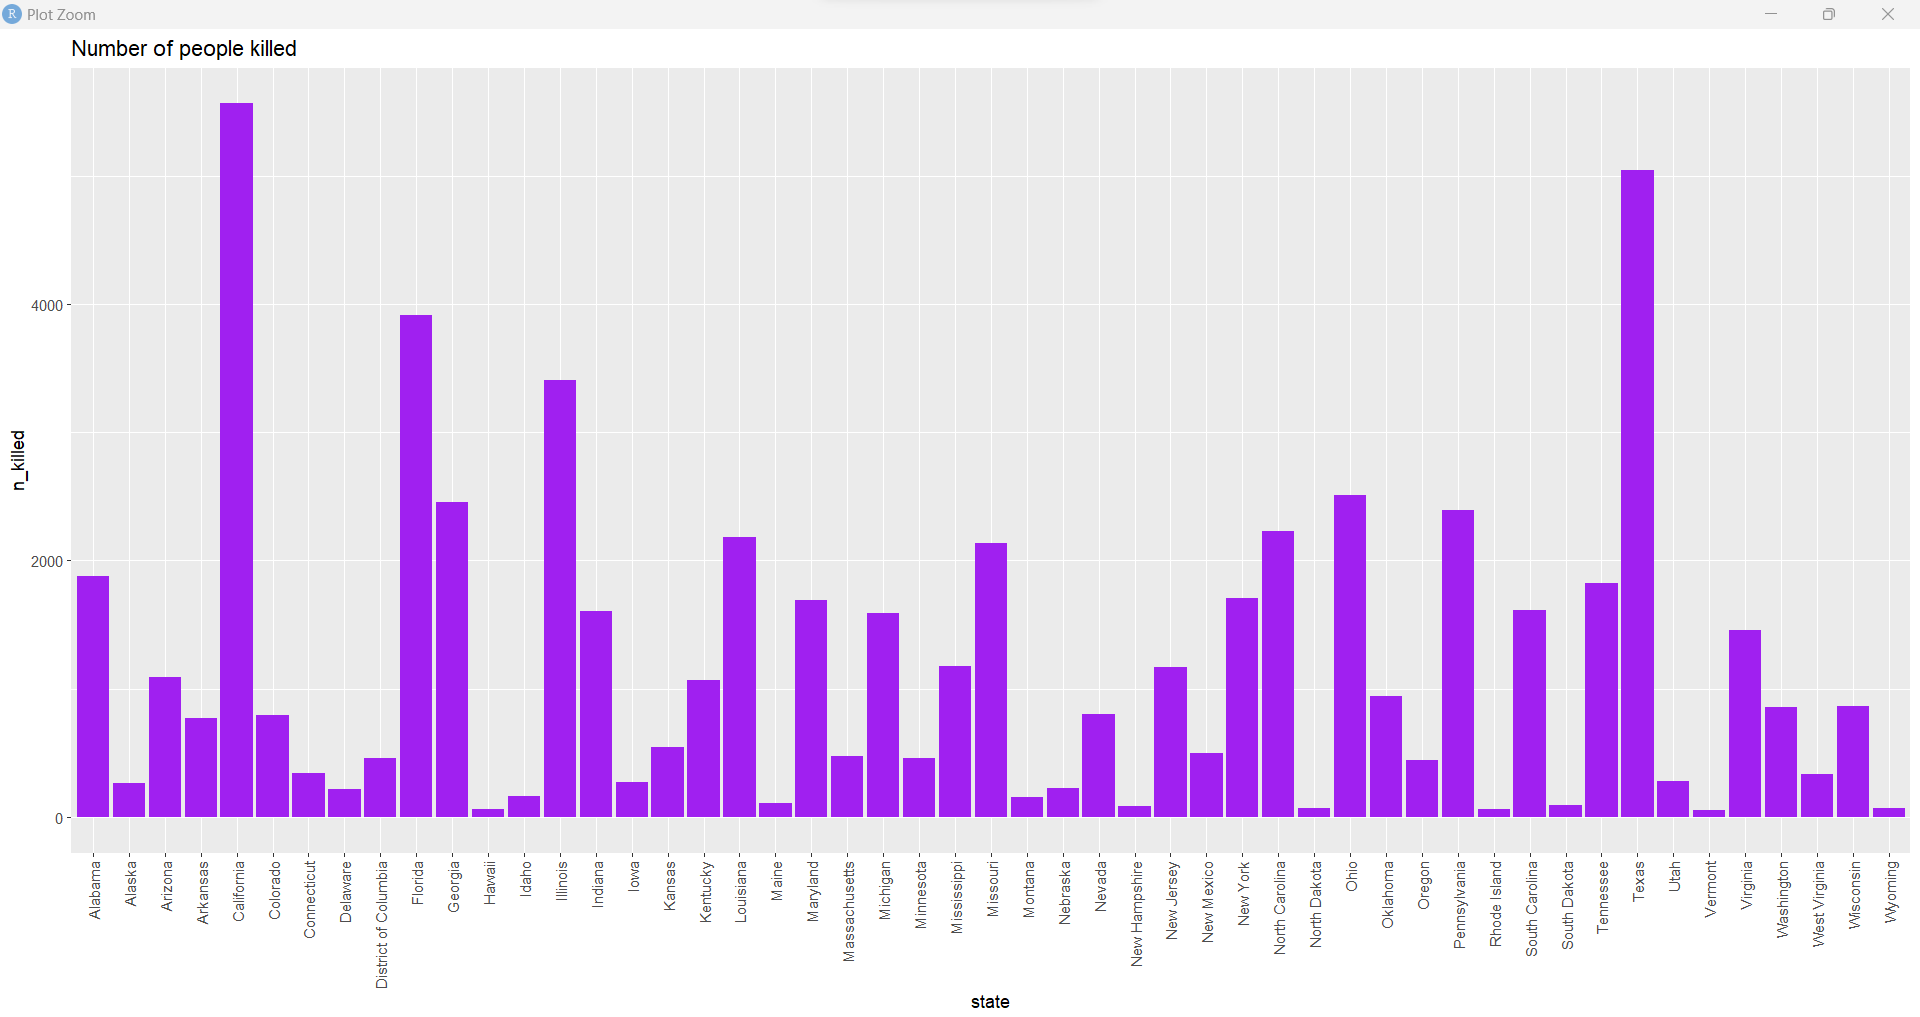 R Plot Zoom
Number of people killed
n_killed
4000
2000
0
Alabama
Alaska
Arizona
Arkansas
California
Colorado
Connecticut
Delaware
District of Columbia
Florida
Georgia
Hawaii
Idaho
Illinois
Indiana
Iowa
Kansas
Kentucky
Louisiana
Maine
Maryland
Massachusetts
Michigan
Minnesota
Mississippi
Missouri
Montana
Nebraska
Nevada
New Hampshire
New Jersey
New Mexico
New York
North Carolina
North Dakota
Ohio
Oklahoma
Oregon
Pennsylvania
Rhode Island
South Carolina
South Dakota
Tennessee
Texas
Utah
Vermont
Virginia
Washington
West Virginia
Wisconsin
Wyoming
state